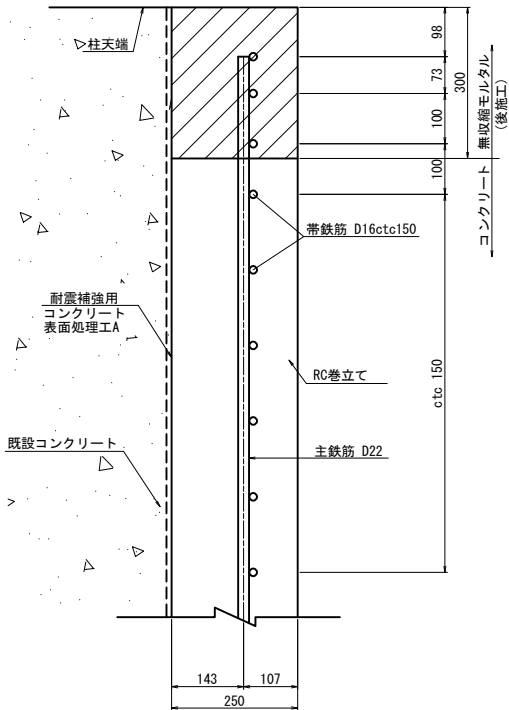 ▷柱天端
98
73
100
100
300
無収縮モルタル
(後施工)
コンクリート
帯鉄筋 D16ctc150
耐震補強用
コンクリート
表面処理工A
RC巻立て
ctc 150
既設コンクリート
主鉄筋 D22
143
107
250